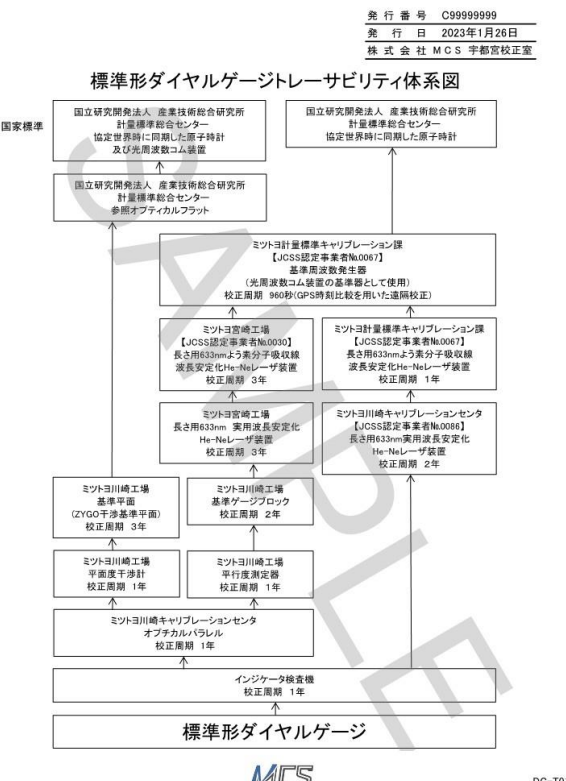 発行番号 C99999999
発行日 2023年1月26日
株式会社MCS 宇都宮校正室
標準形ダイヤルゲージトレーサビリティ体系図
国家標準
国立研究開発法人 産業技術総合研究所
計量標準総合センター
協定世界時に同期した原子時計
及び光周波数コム装置
国立研究開発法人 産業技術総合研究所
計量標準総合センター
協定世界時に同期した原子時計
国立研究開発法人 産業技術総合研究所
計量標準総合センター
参照オプティカルフラット
ミツトヨ計量標準キャリブレーション課
【JCSS認定事業者№0067】
基準周波数発生器
(光周波数コム装置の基準器として使用)
校正周期 960秒(GPS時刻比較を用いた遠隔校正)
ミツトヨ宮崎工場
【JCSS認定事業者№0030】
長さ用633nmよう素分子吸収線
波長安定化He-Neレーザ装置
校正周期 3年
ミツトヨ計量標準キャリブレーション課
【JCSS認定事業者№0067】
長さ用633nmよう素分子吸収線
波長安定化He-Neレーザ装置
校正周期 1年
ミツトヨ宮崎工場
長さ用633nm 実用波長安定化
He-Neレーザ装置
校正周期 3年
ミツトヨ川崎キャリブレーションセンタ
【JCSS認定事業者№0086】
長さ用633nm実用波長安定化
He-Neレーザ装置
校正周期 2年
ミツトヨ川崎工場
基準平面
(ZYGO干渉基準平面)
校正周期 3年
ミツトヨ川崎工場
基準ゲージブロック
校正周期 2年
ミツトヨ川崎工場
平面度干渉計
校正周期 1年
ミツトヨ川崎工場
平行度測定器
校正周期 1年
ミツトヨ川崎キャリブレーションセンタ
オプチカルパラレル
校正周期 1年
インジケータ検査機
校正周期 1年
標準形ダイヤルゲージ
SAMPLE
MCS